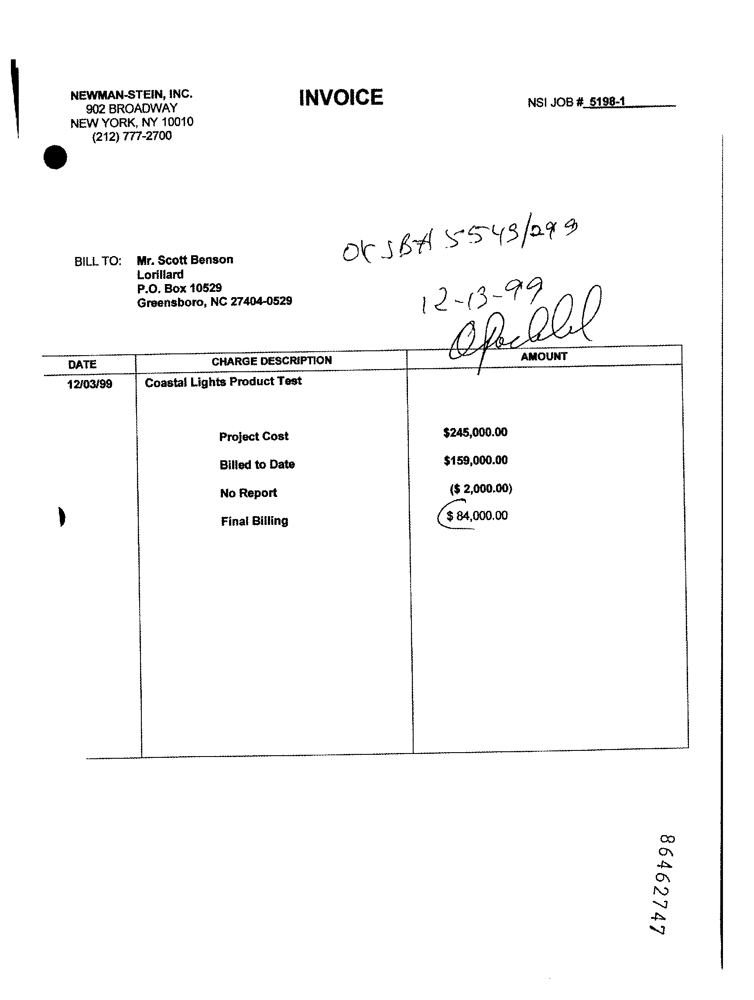 NEWMAN-STEIN, INC.
902 BROADWAY
NEW YORK, NY 10010
(212) 777-2700
INVOICE
NSI JOB # 5198-1
BILL TO: Mr. Scott Benson
Lorillard
P.O. Box 10529
Greensboro, NC 27404-0529
OK 5543/299
12-13-99
DATE CHARGE DESCRIPTION AMOUNT
12/03/99 Coastal Lights Product Test
Project Cost $245,000.00
Billed to Date $159,000.00
No Report ($ 2,000.00)
Final Billing $ 84,000.00
86462747